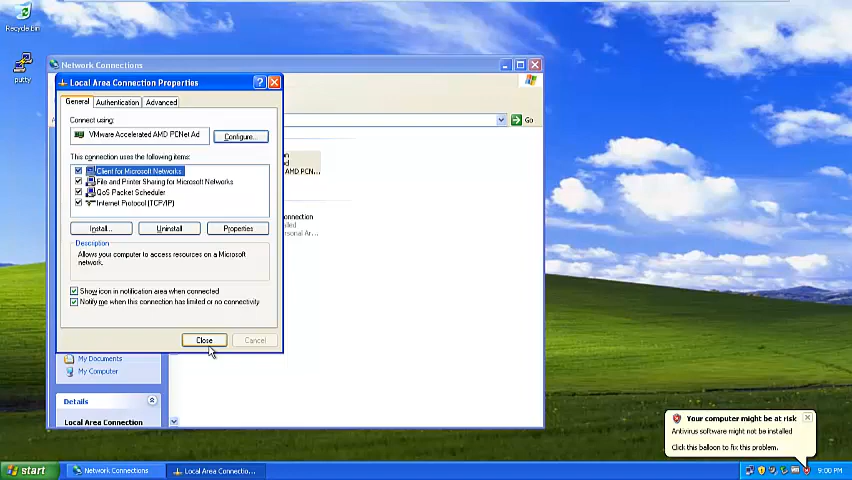 Recycle Bin
putty
Network Connections
Local Area Connection Properties
General
Authentication
Advanced
Connect using:
VMware Accelerated AMD PCNet Ad
Configure...
This connection uses the following items:
Client for Microsoft Networks
File and Printer Sharing for Microsoft Networks
QoS Packet Scheduler
Internet Protocol (TCP/IP)
Install...
Uninstall
Properties
Description
Allows your computer to access resources on a Microsoft
network.
Show icon in notification area when connected
Notify me when this connection has limited or no connectivity
Close
Cancel
Go
AMD PCN...
onnection
Personal Ar...
My Documents
My Computer
Details
Local Area Connection
Your computer might be at risk
Antivirus software might not be installed
Click this balloon to fix this problem.
start
Network Connections
Local Area Connectio...
9:00 PM